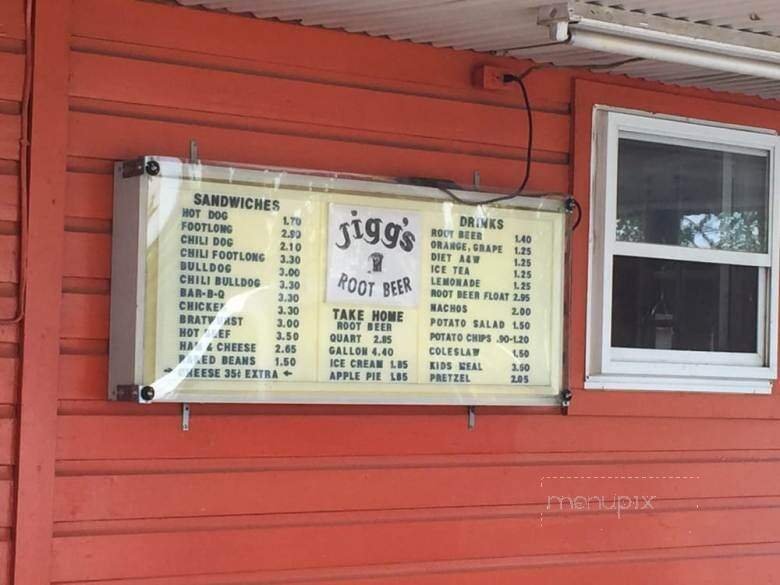 SANDWICHES
HOT DOG 1.70
FOOTLONG 2.90
CHILI DOG 2.10
CHILI FOOTLONG 3.30
BULLDOG 3.00
CHILI BULLDOG 3.30
BAR-B-Q 3.30
CHICKEN 3.30
BRATWURST 3.00
HOT BEEF 3.50
HAM & CHEESE 2.65
BAKED BEANS 1.50
CHEESE 35¢ EXTRA
Jigg's
ROOT BEER
TAKE HOME
ROOT BEER
QUART 2.85
GALLON 4.40
ICE CREAM 1.85
APPLE PIE 1.85
DRINKS
ROOT BEER 1.40
ORANGE, GRAPE 1.25
DIET A&W 1.25
ICE TEA 1.25
LEMONADE 1.25
ROOT BEER FLOAT 2.95
NACHOS 2.00
POTATO SALAD 1.50
POTATO CHIPS .90-1.20
COLESLAW 1.50
KIDS MEAL 3.90
PRETZEL 2.05
menupix